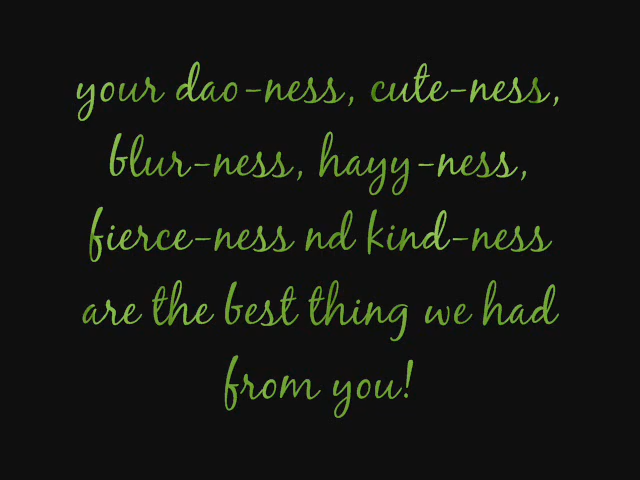 your dao-ness, cute-ness,
blur-ness, hayy-ness,
fierce-ness nd kind-ness
are the best thing we had
from you!